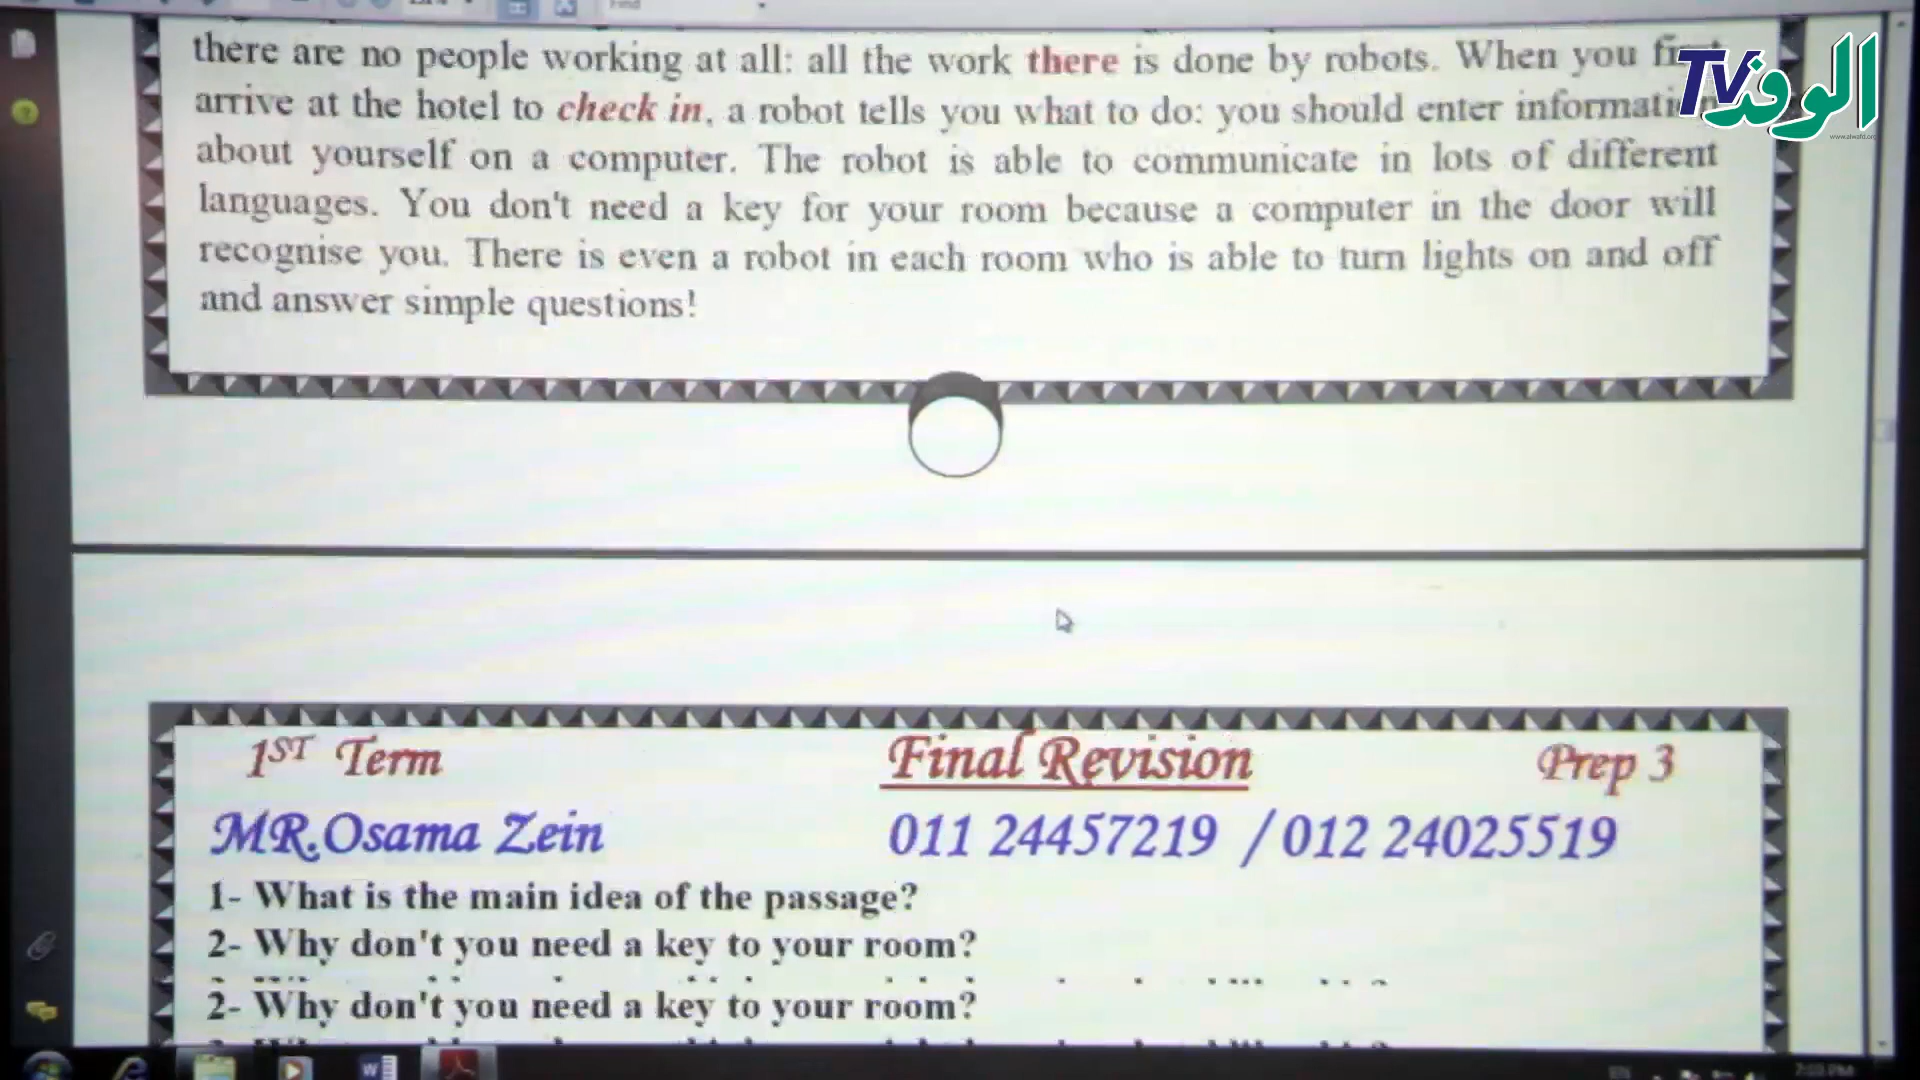 there are no people working at all: all the work there is done by robots. When you
arrive at the hotel to check in, a robot tells you what to do: you should enter
about yourself on a computer. The robot is able to communicate in lots of different
languages. You don't need a key for your room because a computer in the door will
recognise you. There is even a robot in each room who is able to turn lights on and off
and answer simple questions!
TV الوفد
1ST Term Final Revision Prep 3
MR.Osama Zein 011 24457219 / 012 24025519
1- What is the main idea of the passage?
2- Why don't you need a key to your room?
2- Why don't you need a key to your room?